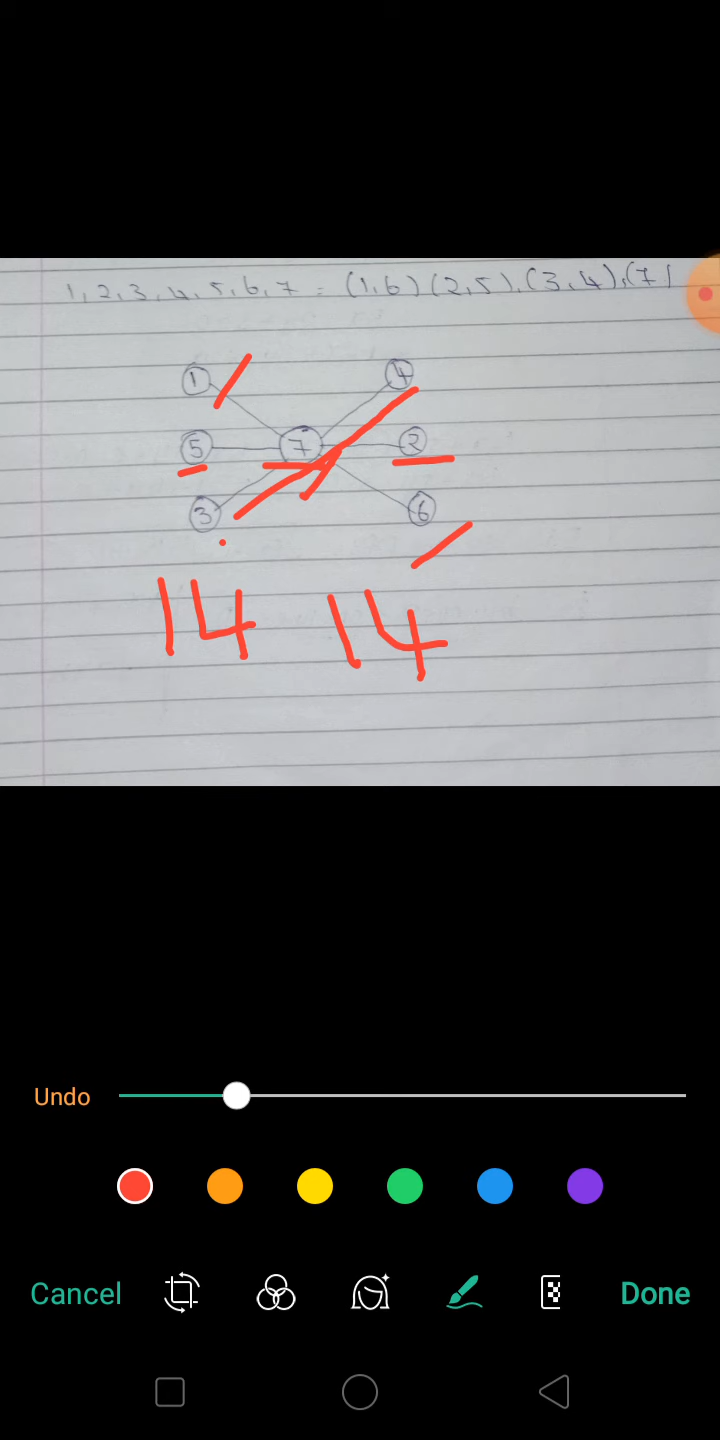 1,2,3,4,5,6,7 = (1,6)(2,5),(3,4),(7)
1 4
5 7 2
3 6
14 14
Undo
Cancel Done